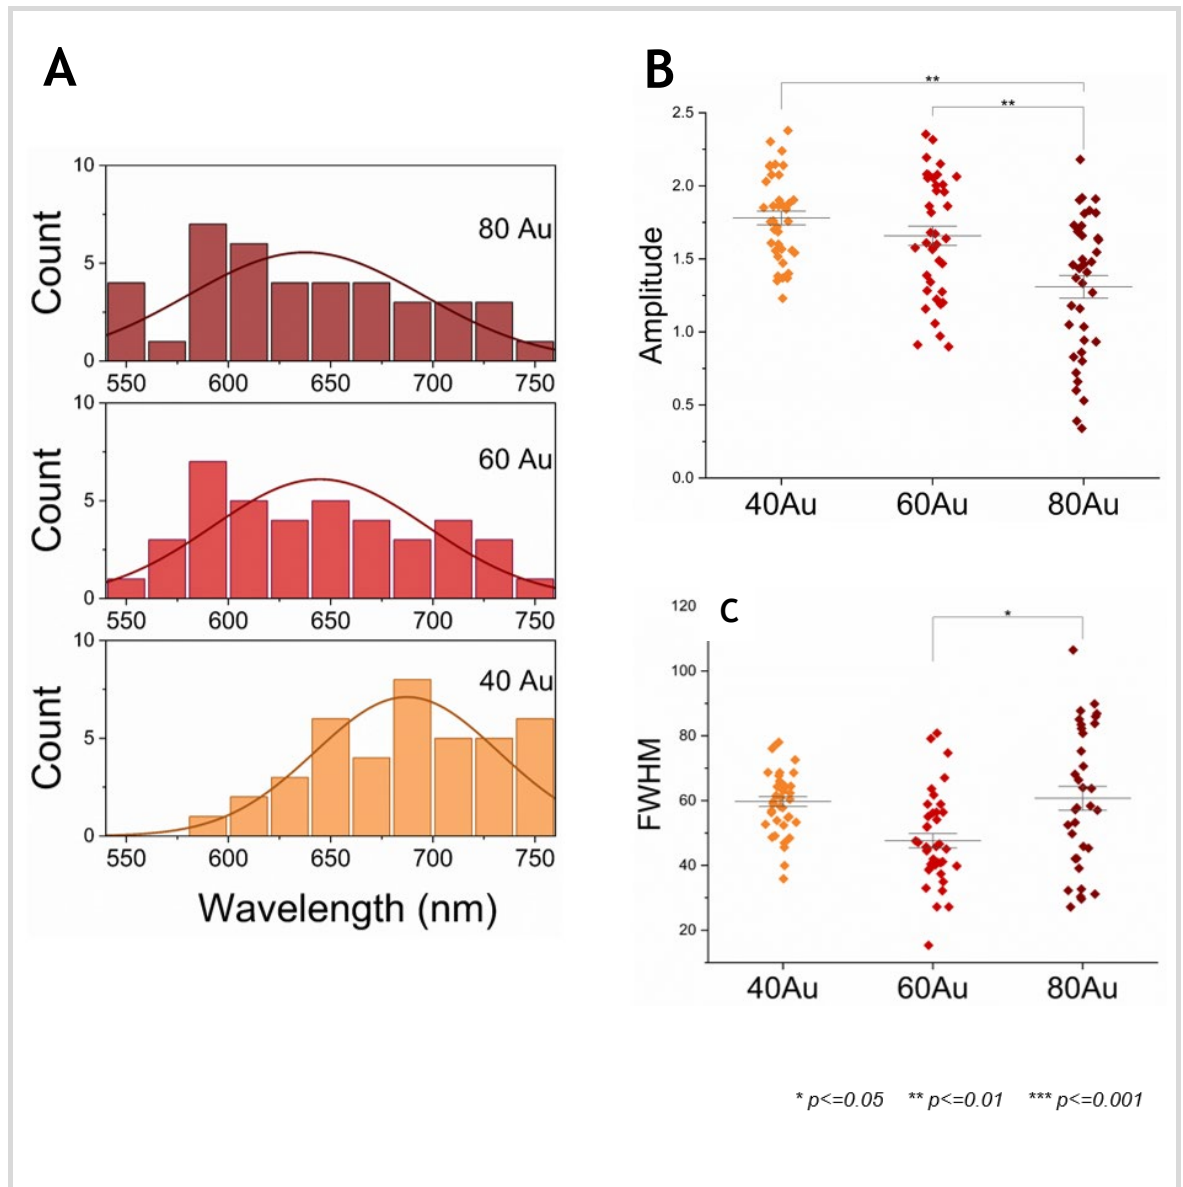 A
10
5
0
Count
80 Au
550 600 650 700 750
10
5
0
Count
60 Au
550 600 650 700 750
10
5
0
Count
40 Au
550 600 650 700 750
Wavelength (nm)
B
**
**
2.5
2.0
1.5
1.0
0.5
0.0
Amplitude
40Au 60Au 80Au
C
*
120
100
80
60
40
20
FWHM
40Au 60Au 80Au
* p<=0.05 ** p<=0.01 *** p<=0.001